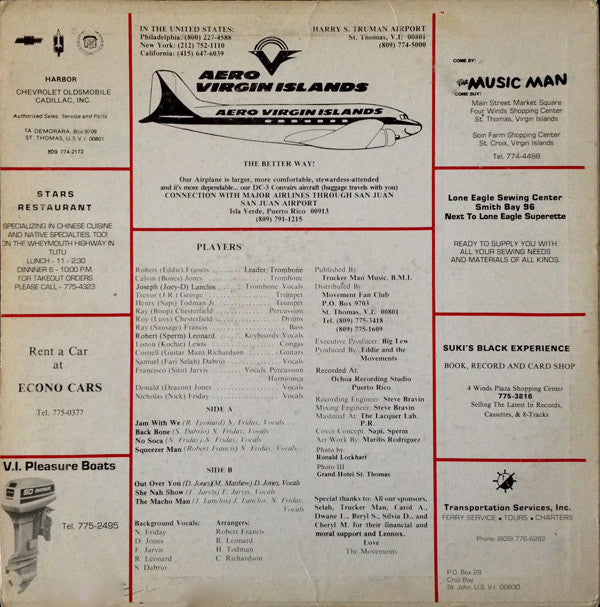 HARBOR
CHEVROLET OLDSMOBILE
CADILLAC, INC.
Authorized Sales, Service and Parts
1A DEMORARA, Box 9709
ST. THOMAS, U.S. V.I. 00801
809 774-2172
STARS
RESTAURANT
SPECIALIZING IN CHINESE CUISINE
AND NATIVE SPECIALTIES, TOO!
ON THE WHEYMOUTH HIGHWAY IN
TUTU
LUNCH - 11 - 2:30
DINNNER 6 - 10:00 P.M
FOR TAKEOUT ORDERS
PLEASE CALL - 775-4323
Rent a Car
at
ECONO CARS
Tel. 775-0377
V.I. Pleasure Boats
Tel. 775-2495
IN THE UNITED STATES:
Philadelphia: (800) 227-4588
New York: (212) 752-1110
California: (415) 647-6039
HARRY S. TRUMAN AIRPORT
St. Thomas, V.I. 00801
(809) 774-5000
AERO
VIRGIN ISLANDS
AERO VIRGIN ISLANDS
THE BETTER WAY!
Our Airplane is larger, more comfortable, stewardess-attended
and it's more dependable... our DC-3 Convairs aircraft (baggage travels with you)
CONNECTION WITH MAJOR AIRLINES THROUGH SAN JUAN
SAN JUAN AIRPORT
Isla Verde, Puerto Rico 00913
(809) 791-1215
PLAYERS
Robert (Eddie) Francis Leader/Trombone
Calvin (Bones) Jones Trombone
Joseph (Joey-D) Lanclos Trombone Vocals
Trevor (J R ) George Trumpet
Henry (Sapi) Todman Jr. Trumpet
Ray (Boop) Chesterfield Percussion
Roy (Luvy) Chesterfield Drums
Ray (Sausage) Francis Bass
Robert (Sperm) Leonard Keyboards Vocals
Liston (Kochie) Lewis Congas
Cornell (Guitar Man) Richardson Guitars
Samuel (Fari Selah) Dabrio Vocals
Francisco (Sito) Jarvis Vocals Percussion
Harmonica
Donald (Deacon) Jones Vocals
Nicholas (Nick) Friday Vocals
SIDE A
Jam With We (R. Leonard) N. Friday, Vocals
Back Bone (S. Dabrio) N. Friday, Vocals
No Soca (N. Friday) N. Friday, Vocals
Squeezer Man (Robert Francis) N. Friday, Vocals
SIDE B
Out Over You (D. Jones)(M. Matthew) D. Jones, Vocals
She Nah Show (F. Jarvis) F. Jarvis, Vocals
The Macho Man (J. Lanclos) J. Lanclos, N. Friday,
Vocals
Background Vocals:
N. Friday
D. Jones
F. Jarvis
R. Leonard
S. Dabrio
Arrangers:
Robert Francis
R. Leonard
H. Todman
C. Richardson
Published By:
Trucker Man Music, B.M.I.
Distributed By:
Movement Fan Club
P.O. Box 9703
St. Thomas, V.I. 00801
Tel. (809) 775-3418
(809) 775-1609
Executive Producer: Big Lew
Produced By: Eddie and the
Movements
Recorded At:
Ochoa Recording Studio
Puerto Rico
Recording Engineer: Steve Bravin
Mixing Engineer: Steve Bravin
Mastered At: The Lacquer Lab.
P.R.
Cover Concept: Sapi, Sperm
Art Work By: Marilis Rodriguez
Photo by:
Ronald Lockhart
Photo III
Grand Hotel St. Thomas
Special thanks to: All our sponsors,
Selah, Trucker Man, Carol A.,
Dwane L., Beryl S., Silvia D., and
Cheryl M. for their financial and
moral support and Lennox.
Love
The Movements
COME BY!
The MUSIC MAN
COME BUY!
Main Street Market Square
Four Winds Shopping Center
ST. Thomas, Virgin Islands
Soin Farm Shopping Center
St. Croix, Virgin Islands
Tel. 774-4488
Lone Eagle Sewing Center
Smith Bay 96
Next To Lone Eagle Superette
READY TO SUPPLY YOU WITH
ALL YOUR SEWING NEEDS
AND MATERIALS OF ALL KINDS.
SUKI'S BLACK EXPERIENCE
BOOK, RECORD AND CARD SHOP
4 Winds Plaza Shopping Center
775-3816
Selling The Latest In Records,
Cassettes, & 8-Tracks
Transportation Services, Inc.
FERRY SERVICE • TOURS • CHARTERS
Phone: (809) 776-6282
P.O. Box 28
Cruz Bay
St. John, U.S. V.I. 00830